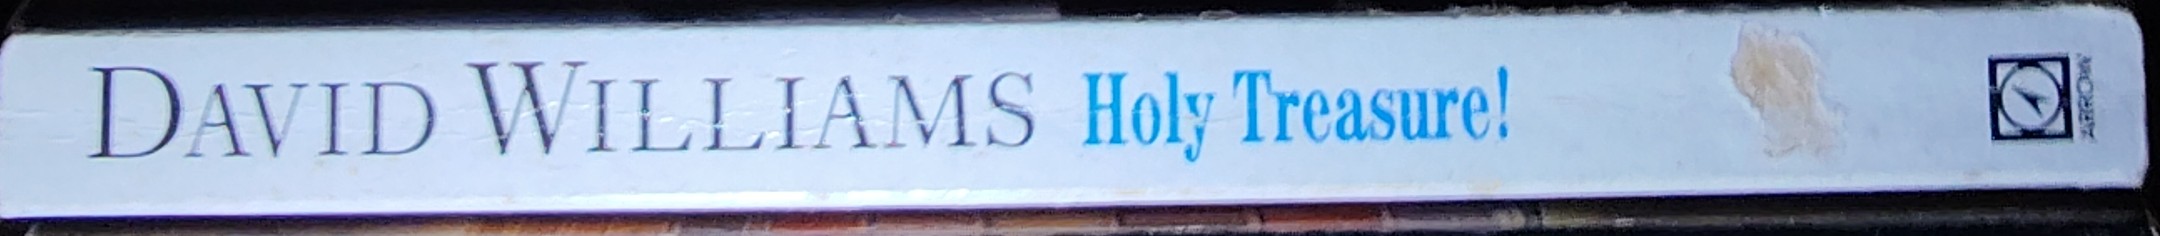 DAVID WILLIAMS Holy Treasure!
ARROW